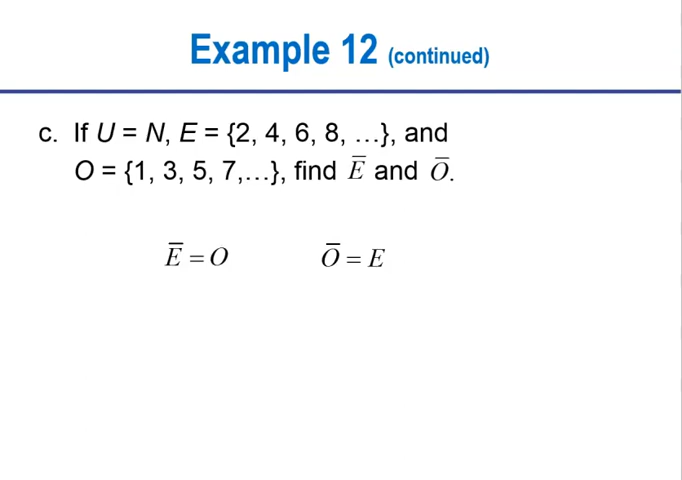 Example 12 (continued)
c. If U = N, E = {2, 4, 6, 8, …}, and
O = {1, 3, 5, 7,…}, find E̅ and O̅.
E̅ = O O̅ = E